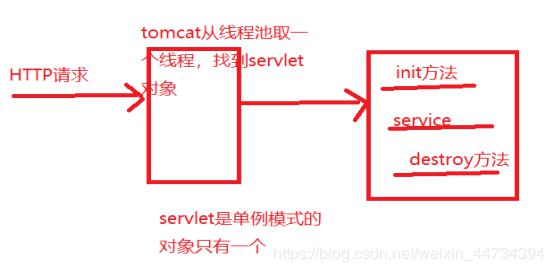 tomcat从线程池取一
个线程，找到servlet
对象
HTTP请求
init方法
service
destroy方法
servlet是单例模式的
对象只有一个
https://blog.csdn.net/weixin_44734394